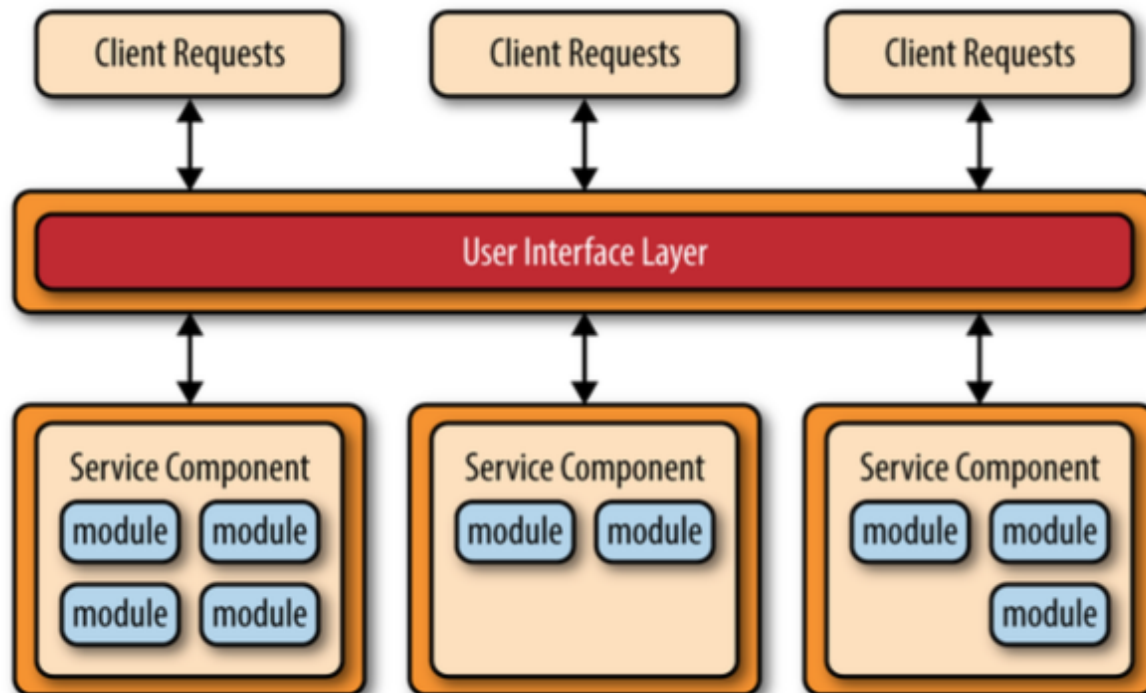 Client Requests
Client Requests
Client Requests
User Interface Layer
Service Component
module
module
module
module
Service Component
module
module
Service Component
module
module
module